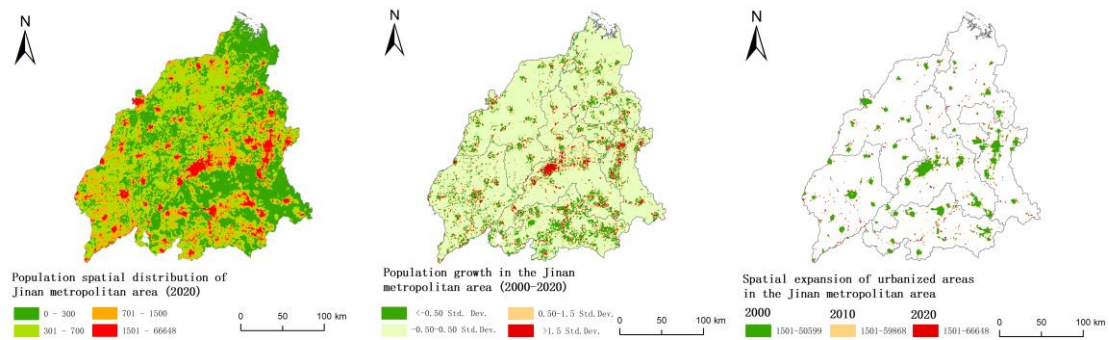 N
Population spatial distribution of
Jinan metropolitan area (2020)
0 - 300
701 - 1500
301 - 700
1501 - 66648
0 50 100 km
N
Population growth in the Jinan
metropolitan area (2000-2020)
<-0.50 Std. Dev.
0.50-1.5 Std.Dev.
-0.50-0.50 Std. Dev.
>1.5 Std.Dev.
0 50 100 km
N
Spatial expansion of urbanized areas
in the Jinan metropolitan area
2000 2010 2020
1501-50599 1501-59868 1501-66648
0 50 100 km